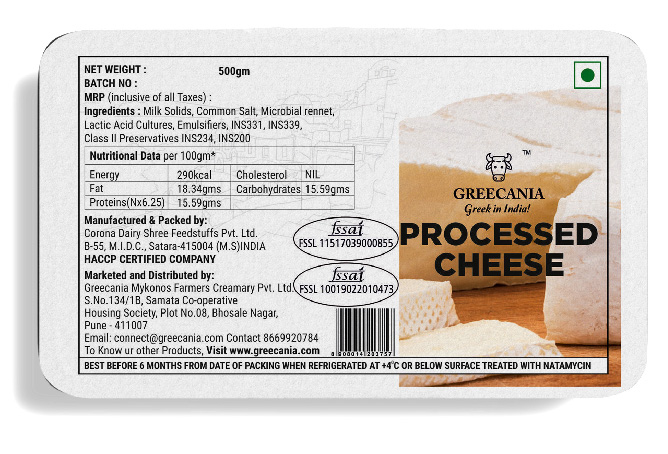 NET WEIGHT : 500gm
BATCH NO :
MRP (inclusive of all Taxes) :
Ingredients : Milk Solids, Common Salt, Microbial rennet,
Lactic Acid Cultures, Emulsifiers, INS331, INS339,
Class II Preservatives INS234, INS200
Nutritional Data per 100gm*
Energy 290kcal Cholesterol NIL
Fat 18.34gms Carbohydrates 15.59gms
Proteins(Nx6.25) 15.59gms
Manufactured & Packed by:
Corona Dairy Shree Feedstuffs Pvt. Ltd.
B-55, M.I.D.C., Satara-415004 (M.S)INDIA
HACCP CERTIFIED COMPANY
fssai
FSSL 11517039000855
Marketed and Distributed by:
Greecania Mykonos Farmers Creamary Pvt. Ltd.
S.No.134/1B, Samata Co-operative
Housing Society, Plot No.08, Bhosale Nagar,
Pune - 411007
Email: connect@greecania.com Contact 8669920784
To Know ur other Products, Visit www.greecania.com
fssai
FSSL 10019022010473
BEST BEFORE 6 MONTHS FROM DATE OF PACKING WHEN REFRIGERATED AT +4°C OR BELOW SURFACE TREATED WITH NATAMYCIN
TM
GREECANIA
Greek in India!
PROCESSED
CHEESE